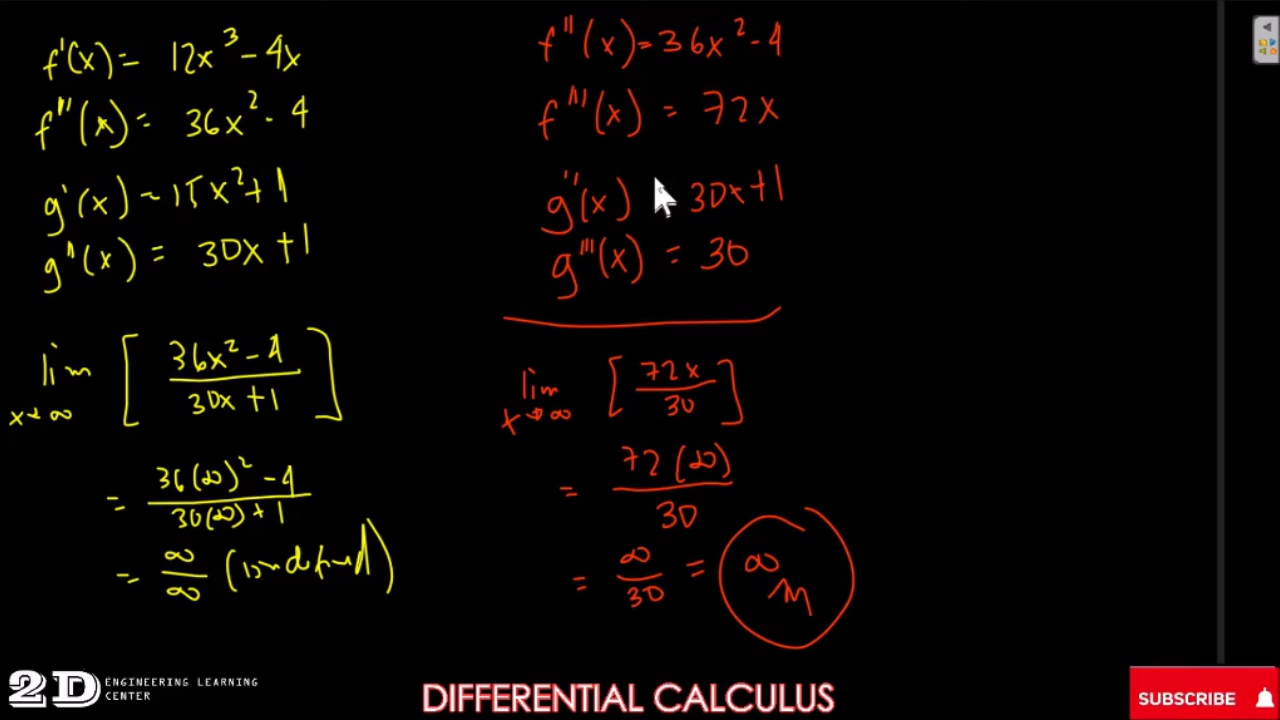 f'(x) = 12x³ - 4x
f''(x) = 36x² - 4
g'(x) = 15x² + 1
g''(x) = 30x + 1
lim x→∞ [ (36x² - 4) / (30x + 1) ]
= (36(∞)² - 4) / (30(∞) + 1)
= ∞/∞ (undefined)
f''(x) = 36x² - 4
f'''(x) = 72x
g''(x) 30x + 1
g'''(x) = 30
lim x→∞ [ 72x / 30 ]
= 72(∞) / 30
= ∞/30 = ∞
2D ENGINEERING LEARNING
CENTER
DIFFERENTIAL CALCULUS
SUBSCRIBE